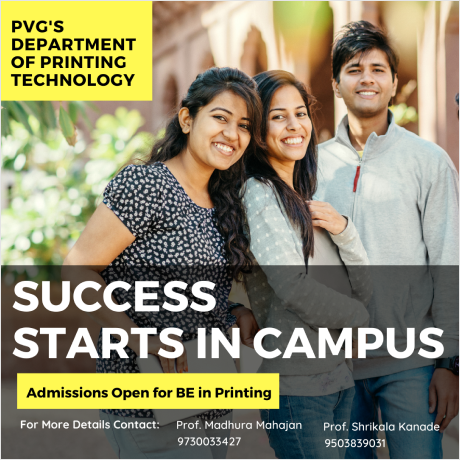 PVG'S
DEPARTMENT
OF PRINTING
TECHNOLOGY
SUCCESS
STARTS IN CAMPUS
Admissions Open for BE in Printing
For More Details Contact: Prof. Madhura Mahajan Prof. Shrikala Kanade
9730033427 9503839031